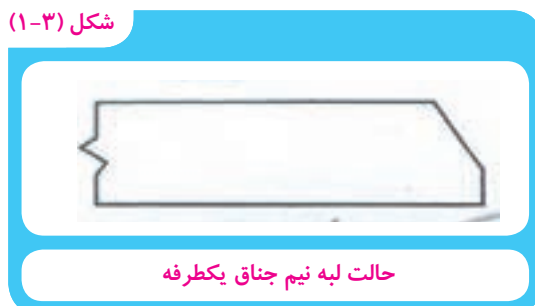 شکل (۳-۱)
حالت لبه نیم جناق یکطرفه